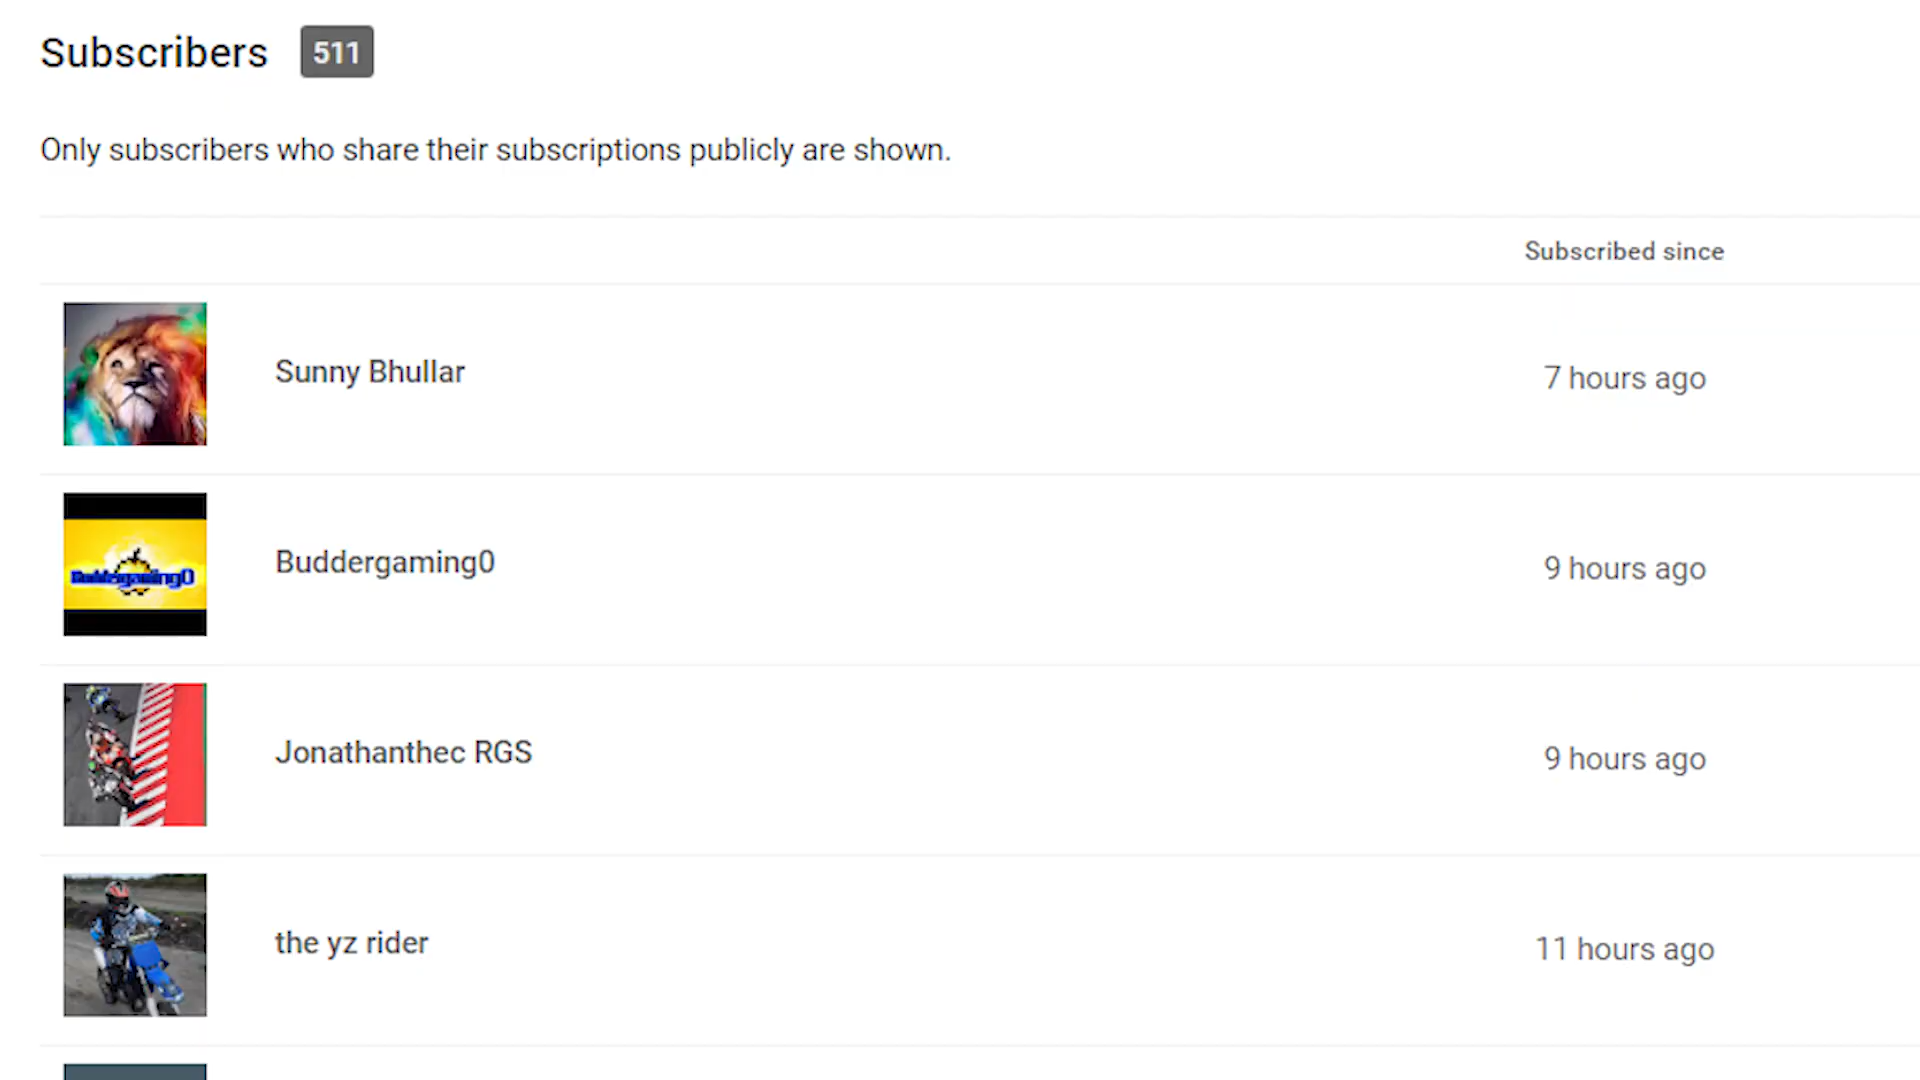 Subscribers 511
Only subscribers who share their subscriptions publicly are shown.
Subscribed since
Sunny Bhullar 7 hours ago
Buddergaming0
Buddergaming0 9 hours ago
Jonathanthec RGS 9 hours ago
the yz rider 11 hours ago